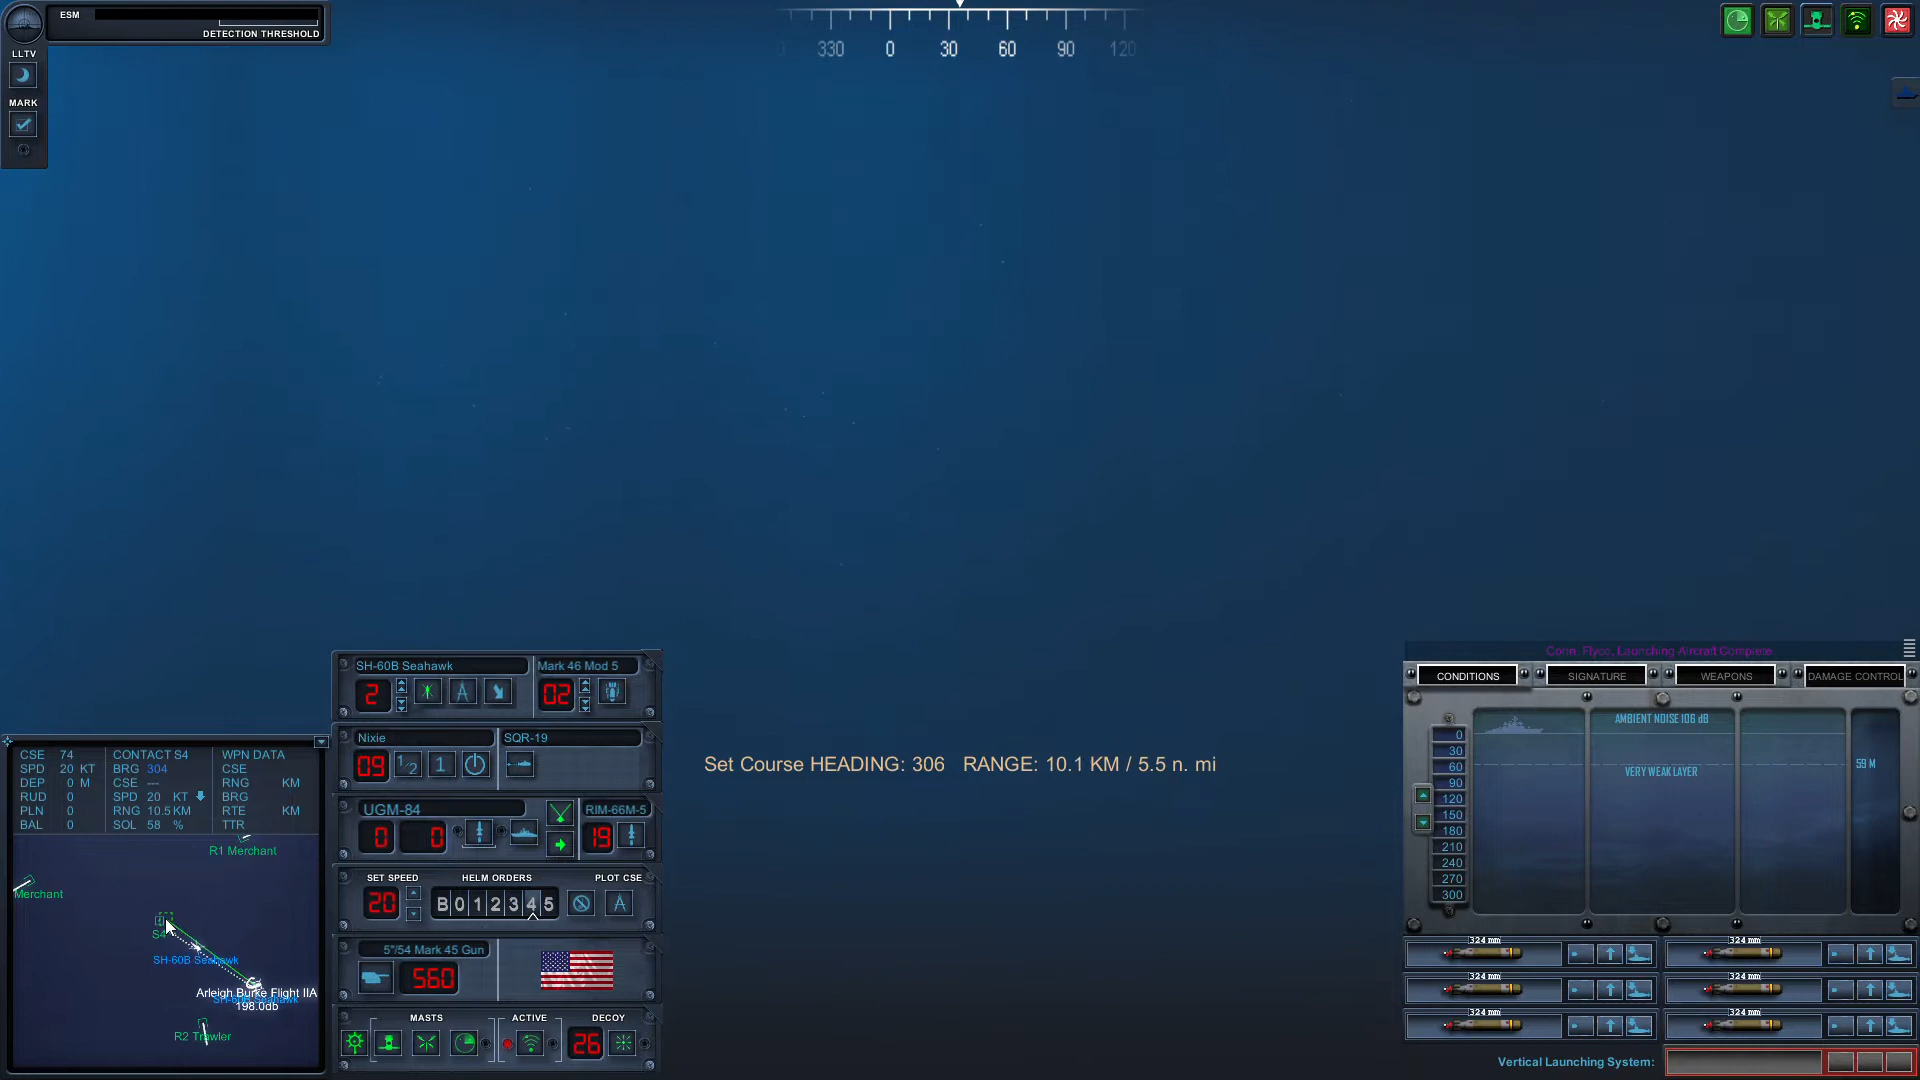 ESM
DETECTION THRESHOLD
LLTV
MARK
330 0 30 60 90 120
SH-60B Seahawk
Mark 46 Mod 5
2
02
Nixie
SQR-19
09
1/2
1
UGM-84
RIM-66M-5
0 0
19
SET SPEED
HELM ORDERS
PLOT CSE
20
B 0 1 2 3 4 5
5"/54 Mark 45 Gun
560
MASTS
ACTIVE
DECOY
26
CSE 74
SPD 20 KT
DEP 0 M
RUD 0
PLN 0
BAL 0
CONTACT S4
BRG 304
CSE ---
SPD 20 KT
RNG 10.5 KM
SOL 58 %
WPN DATA
CSE
RNG KM
BRG
RTE KM
TTR
R1 Merchant
Merchant
S4
SH-60B Seahawk
Arleigh Burke Flight IIA
SH-60B Seahawk
198.0db
R2 Trawler
Set Course HEADING: 306 RANGE: 10.1 KM / 5.5 n. mi
Conn, Flyco, Launching Aircraft Complete
CONDITIONS
SIGNATURE
WEAPONS
DAMAGE CONTROL
AMBIENT NOISE 106 dB
VERY WEAK LAYER
59 M
0
30
60
90
120
150
180
210
240
270
300
324 mm
324 mm
324 mm
324 mm
324 mm
324 mm
Vertical Launching System: